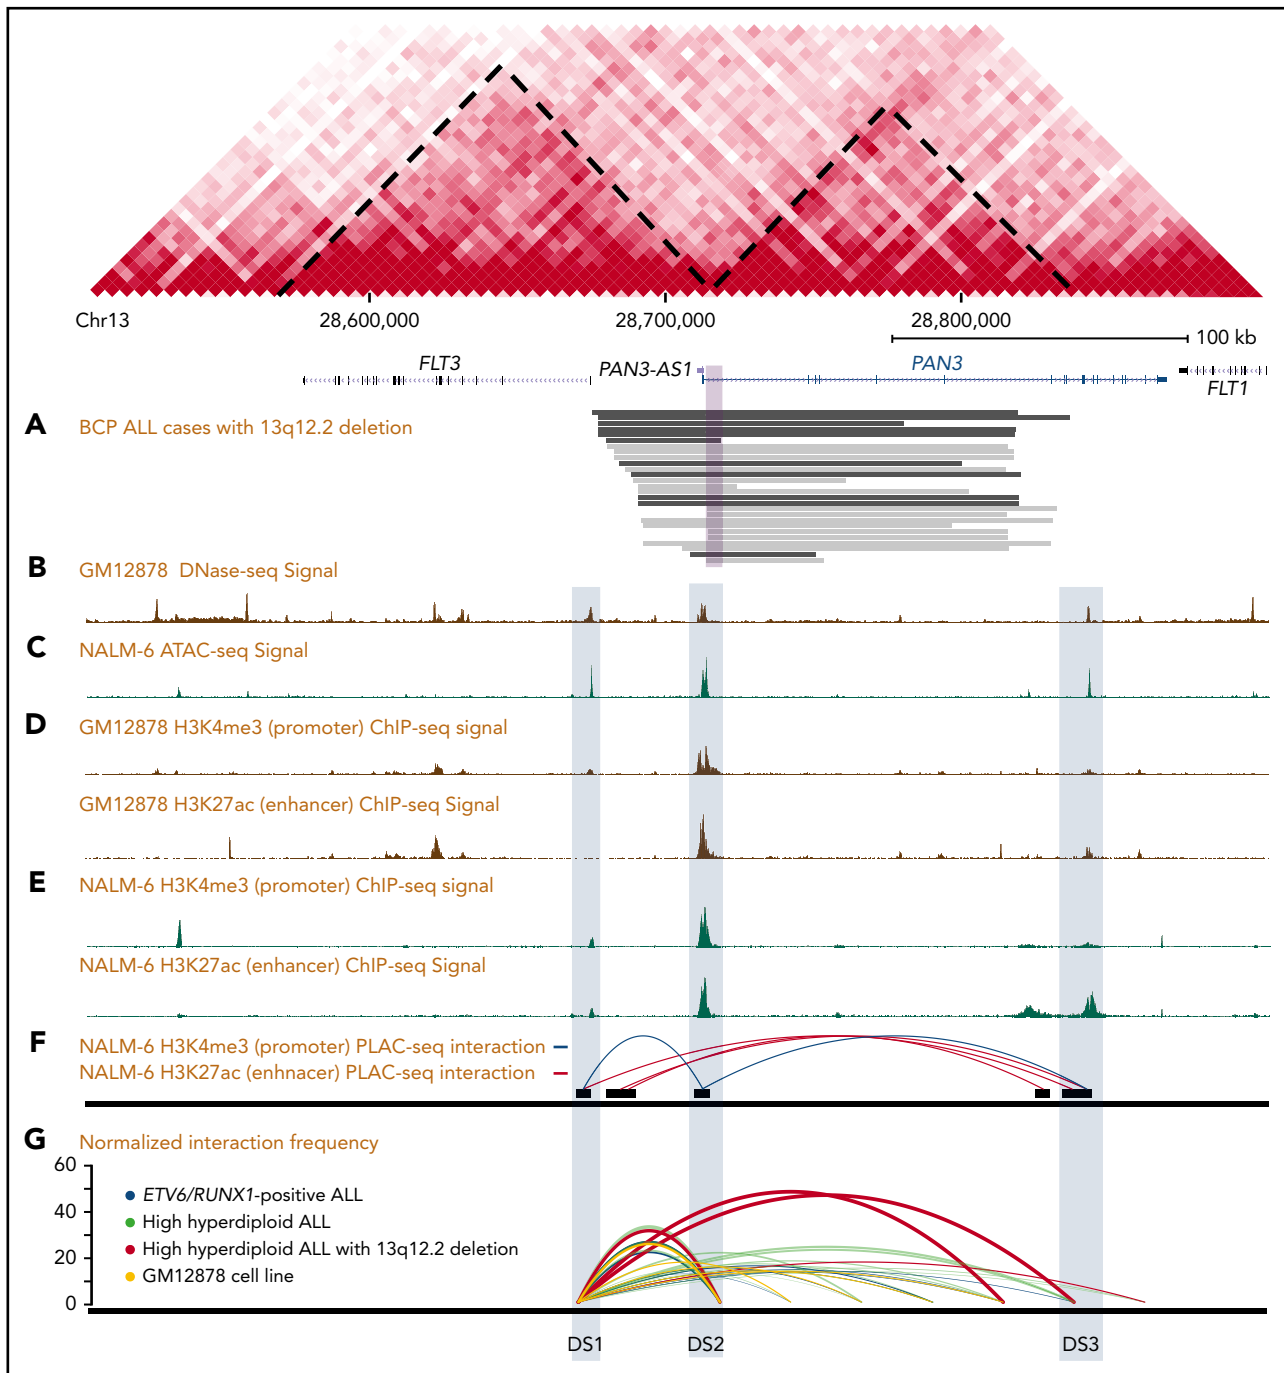 Chr13
28,600,000
28,700,000
28,800,000
100 kb
FLT3
PAN3-AS1
PAN3
FLT1
A BCP ALL cases with 13q12.2 deletion
B GM12878 DNase-seq Signal
C NALM-6 ATAC-seq Signal
D GM12878 H3K4me3 (promoter) ChIP-seq signal
GM12878 H3K27ac (enhancer) ChIP-seq Signal
E NALM-6 H3K4me3 (promoter) ChIP-seq signal
NALM-6 H3K27ac (enhancer) ChIP-seq Signal
F NALM-6 H3K4me3 (promoter) PLAC-seq interaction
NALM-6 H3K27ac (enhnacer) PLAC-seq interaction
G Normalized interaction frequency
60
40
20
0
ETV6/RUNX1-positive ALL
High hyperdiploid ALL
High hyperdiploid ALL with 13q12.2 deletion
GM12878 cell line
DS1
DS2
DS3